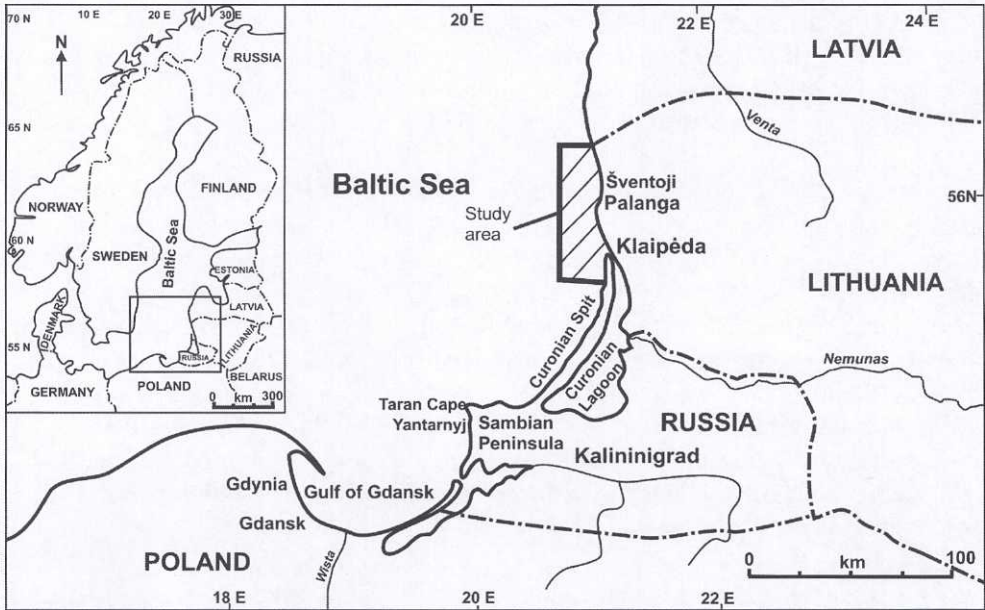 70 N
10 E
20 E
30 E
N
RUSSIA
65 N
FINLAND
NORWAY
60 N
SWEDEN
Baltic Sea
ESTONIA
DENMARK
LATVIA
LITHUANIA
55 N
RUSSIA
BELARUS
GERMANY
POLAND
0 km 300
20 E
22 E
24 E
LATVIA
Venta
Baltic Sea
Šventoji
Palanga
56N
Study
area
Klaipėda
LITHUANIA
Curonian Spit
Curonian
Lagoon
Nemunas
Taran Cape
Yantarnyj
Sambian
Peninsula
RUSSIA
Kalininigrad
Gdynia
Gulf of Gdansk
Gdansk
POLAND
Wista
0 km 100
18 E
20 E
22 E